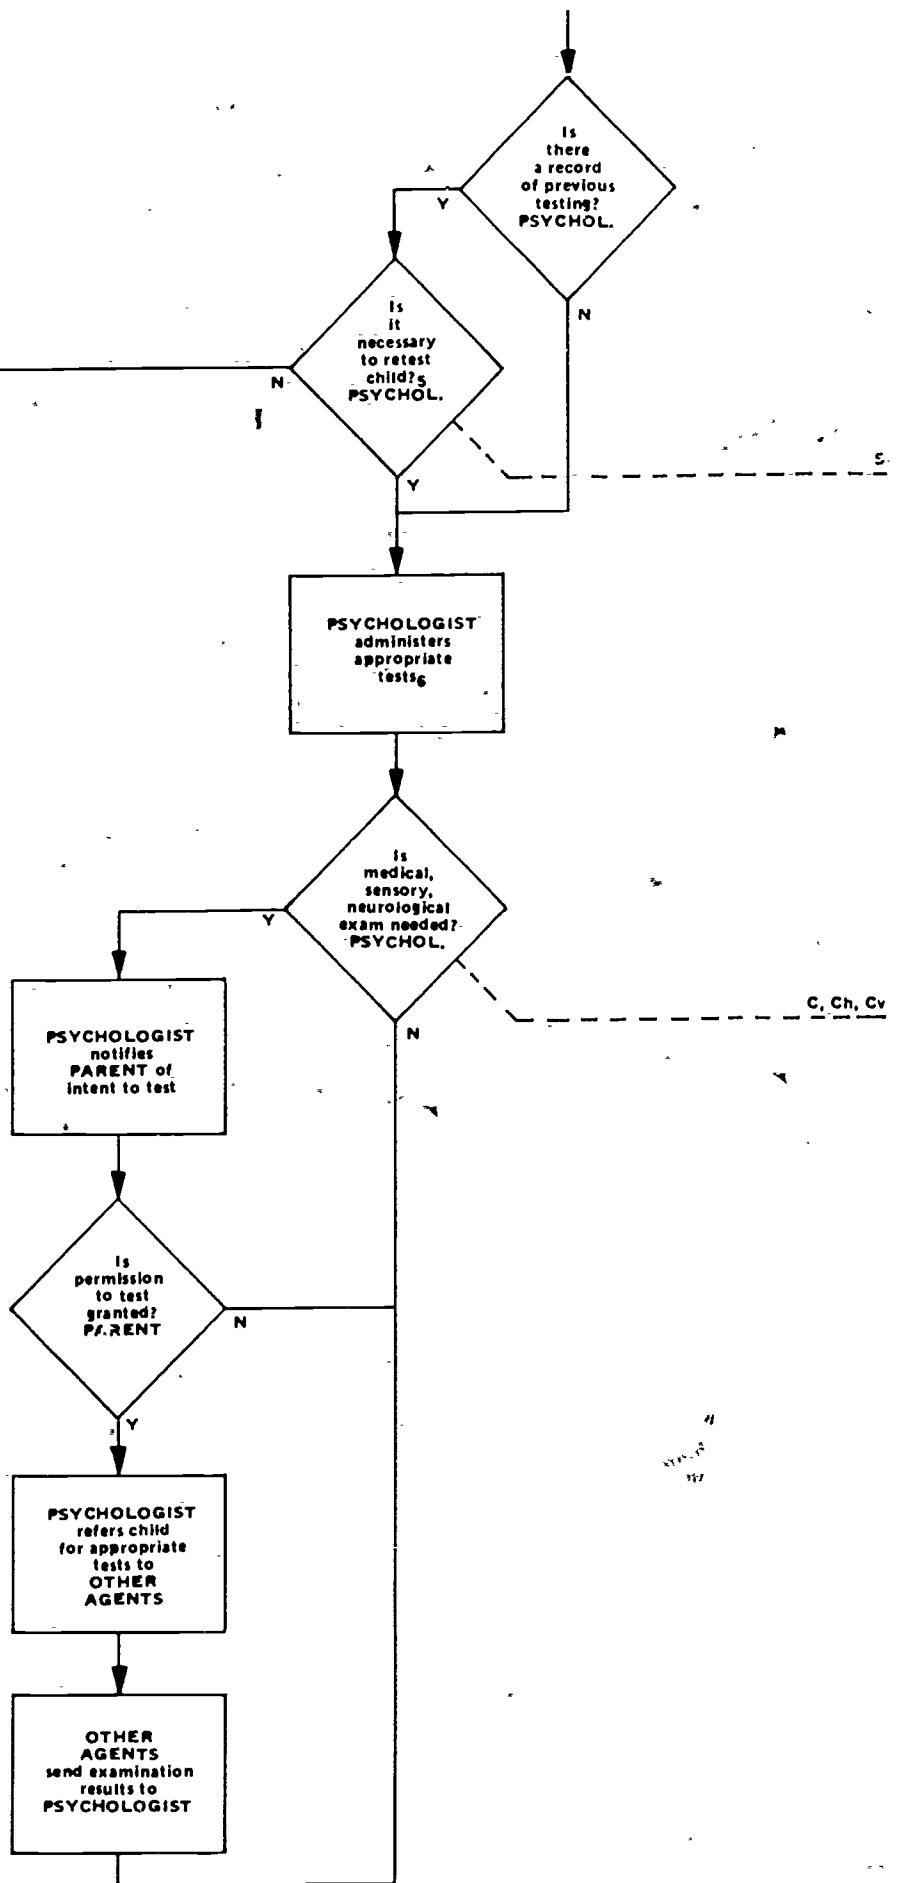 Is
there
a record
of previous
testing?
PSYCHOL.
Y
N
Is
it
necessary
to retest
child?5
PSYCHOL.
N
Y
S
PSYCHOLOGIST
administers
appropriate
tests6
Is
medical,
sensory,
neurological
exam needed?
PSYCHOL.
Y
N
C, Ch, Cv
PSYCHOLOGIST
notifies
PARENT of
intent to test
Is
permission
to test
granted?
PARENT
N
Y
PSYCHOLOGIST
refers child
for appropriate
tests to
OTHER
AGENTS
OTHER
AGENTS
send examination
results to
PSYCHOLOGIST